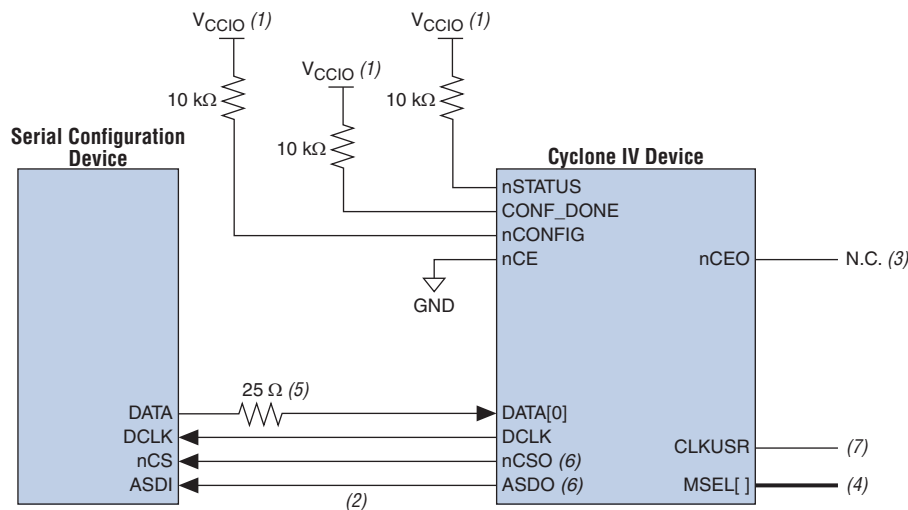 VCCIO (1)
VCCIO (1)
VCCIO (1)
10 kΩ
10 kΩ
10 kΩ
Serial Configuration
Device
Cyclone IV Device
nSTATUS
CONF_DONE
nCONFIG
nCE
nCEO
N.C. (3)
GND
25 Ω (5)
DATA
DATA[0]
DCLK
DCLK
nCS
nCSO (6)
CLKUSR
(7)
ASDI
ASDO (6)
MSEL[ ]
(4)
(2)